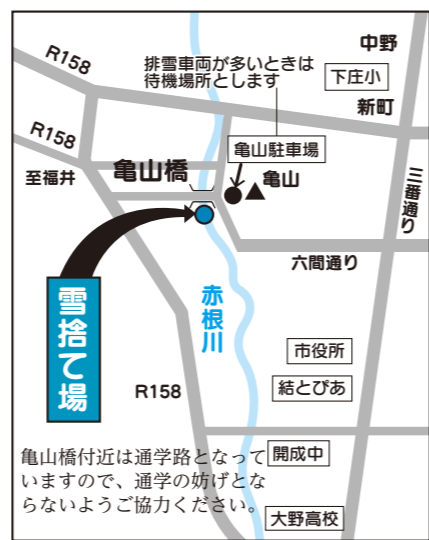 R158
中野
下庄小
新町
排雪車両が多いときは
待機場所とします
R158
亀山駐車場
亀山橋
亀山
至福井
三番通り
六間通り
雪捨て場
赤根川
市役所
結とぴあ
R158
亀山橋付近は通学路となって
いますので、通学の妨げとな
らないようご協力ください。
開成中
大野高校